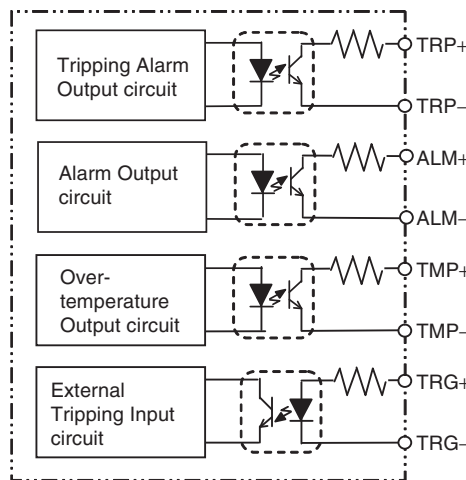 Tripping Alarm
Output circuit
TRP+
TRP−
Alarm Output
circuit
ALM+
ALM−
Over-
temperature
Output circuit
TMP+
TMP−
External
Tripping Input
circuit
TRG+
TRG−